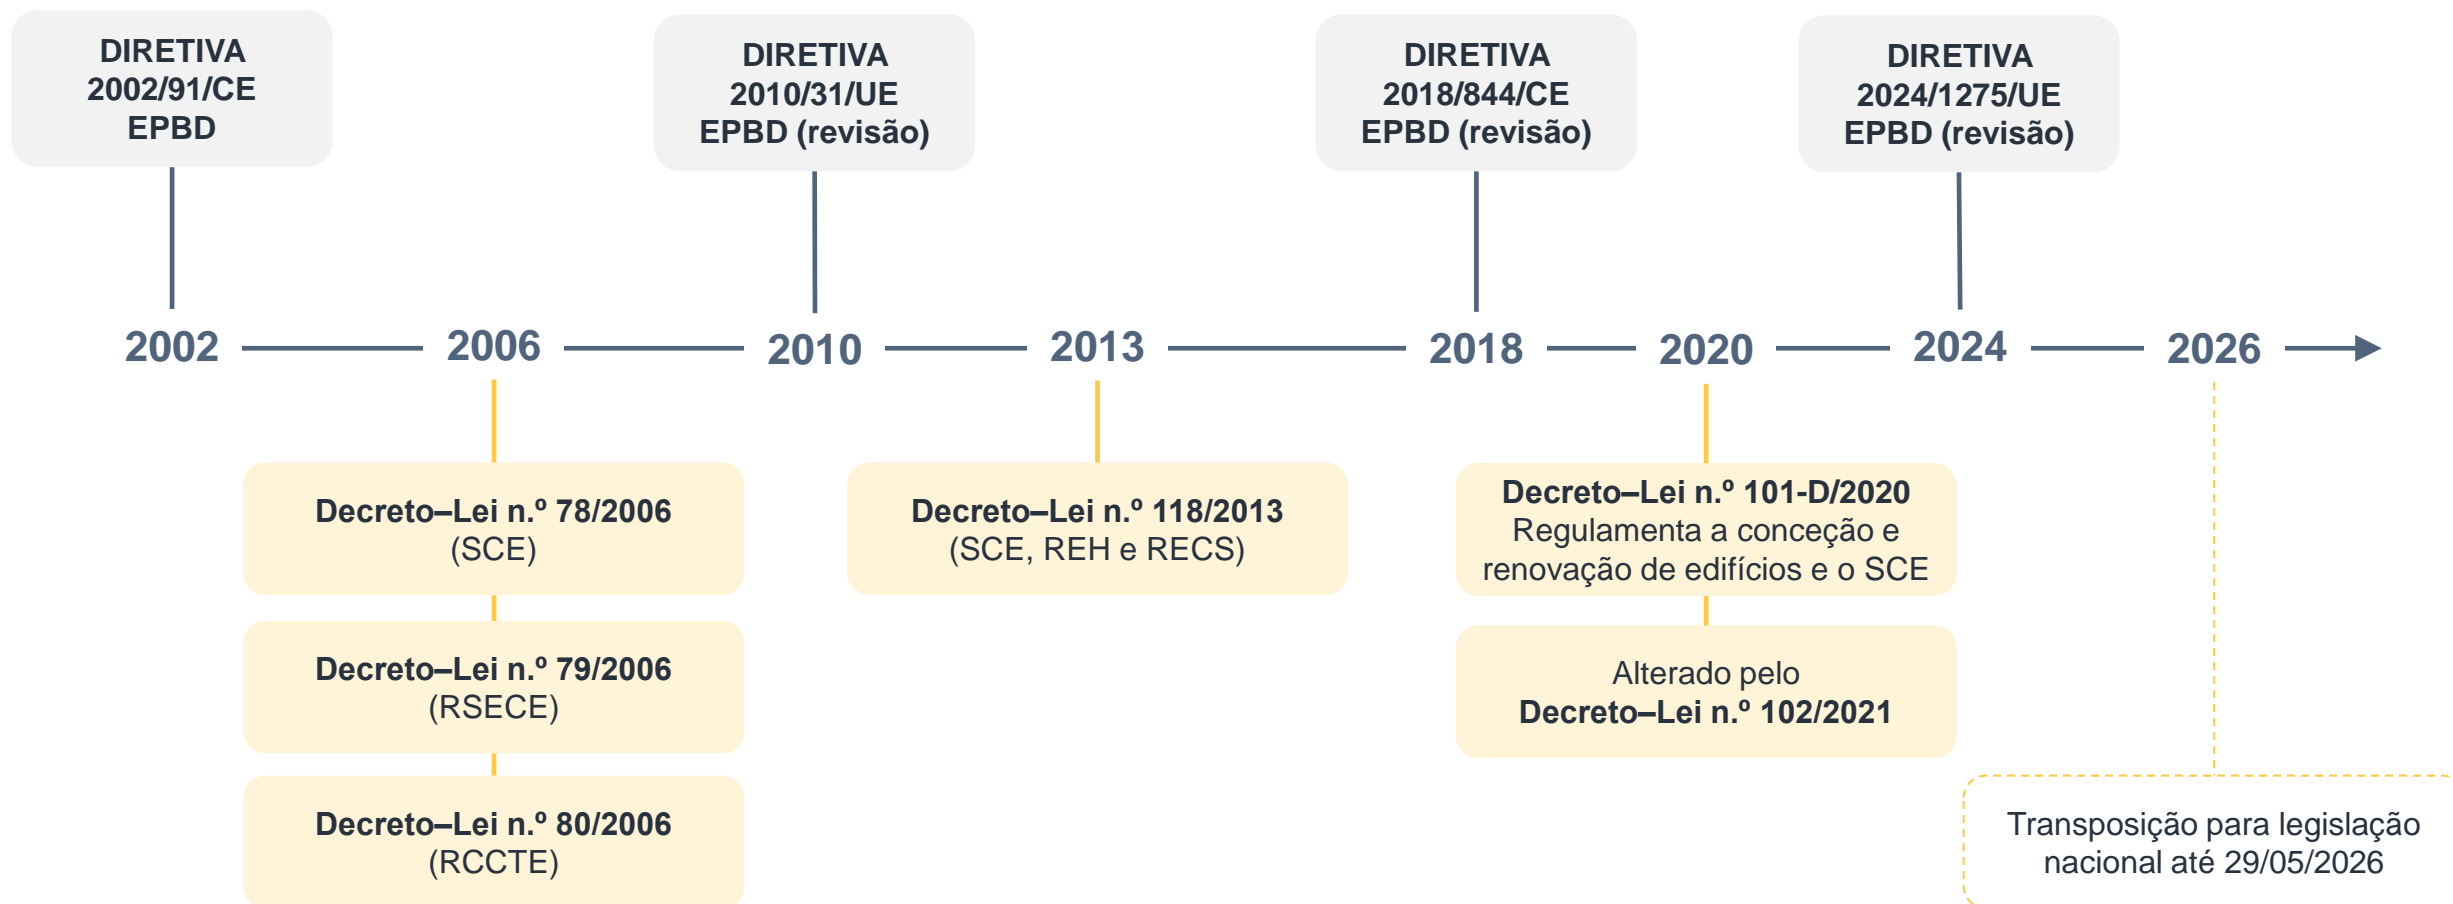 DIRETIVA
2002/91/CE
EPBD
DIRETIVA
2010/31/UE
EPBD (revisão)
DIRETIVA
2018/844/CE
EPBD (revisão)
DIRETIVA
2024/1275/UE
EPBD (revisão)
2002
2006
2010
2013
2018
2020
2024
2026
Decreto–Lei n.º 78/2006
(SCE)
Decreto–Lei n.º 79/2006
(RSECE)
Decreto–Lei n.º 80/2006
(RCCTE)
Decreto–Lei n.º 118/2013
(SCE, REH e RECS)
Decreto–Lei n.º 101-D/2020
Regulamenta a conceção e
renovação de edifícios e o SCE
Alterado pelo
Decreto–Lei n.º 102/2021
Transposição para legislação
nacional até 29/05/2026